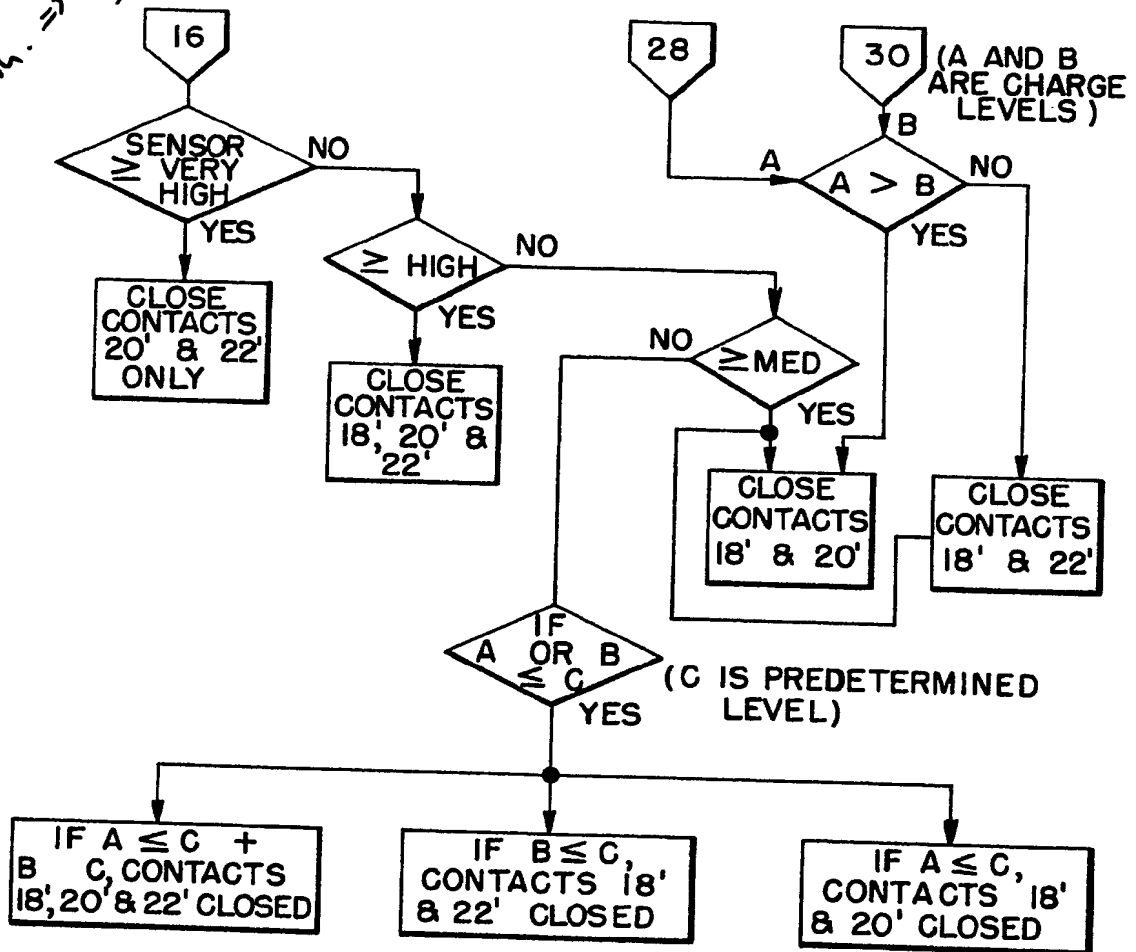 16
28
30
(A AND B
ARE CHARGE
LEVELS)
SENSOR
≥ VERY
HIGH
NO
YES
CLOSE
CONTACTS
20' & 22'
ONLY
≥ HIGH
NO
YES
CLOSE
CONTACTS
18', 20' &
22'
B
A
A > B
NO
YES
NO
≥MED
YES
CLOSE
CONTACTS
18' & 20'
CLOSE
CONTACTS
18' & 22'
IF
A OR B
≤ C
YES
(C IS PREDETERMINED
LEVEL)
IF A ≤ C +
B C, CONTACTS
18', 20' & 22' CLOSED
IF B ≤ C,
CONTACTS 18'
& 22' CLOSED
IF A ≤ C,
CONTACTS 18'
& 20' CLOSED